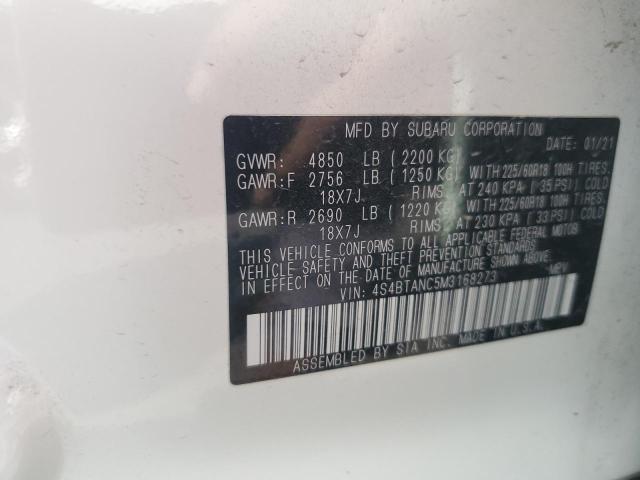 MFD BY SUBARU CORPORATION
DATE: 01/21
GVWR: 4850 LB (2200 KG)
GAWR:F 2756 LB (1250 KG) WITH 225/60R18 100H TIRES.
18X7J RIMS. AT 240 KPA (35 PSI) COLD
GAWR:R 2690 LB (1220 KG) WITH 225/60R18 100H TIRES.
18X7J RIMS. AT 230 KPA (33 PSI) COLD
THIS VEHICLE CONFORMS TO ALL APPLICABLE FEDERAL MOTOR
VEHICLE SAFETY AND THEFT PREVENTION STANDARDS
IN EFFECT ON THE DATE OF MANUFACTURE SHOWN ABOVE.
VIN: 4S4BTANC5M3168273 MPV
ASSEMBLED BY SIA INC. MADE IN U.S.A.